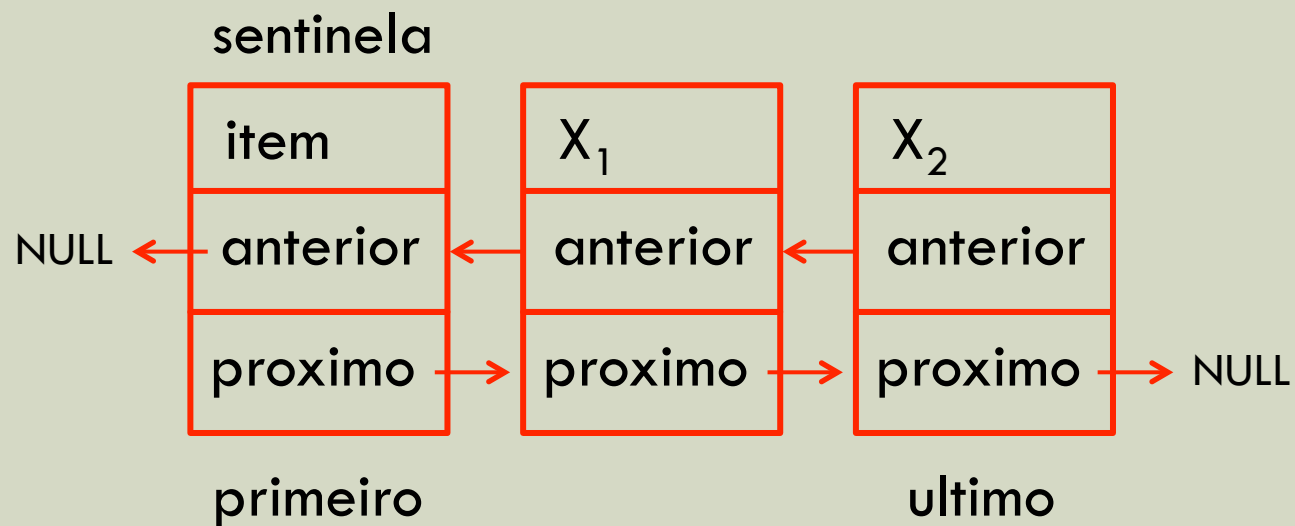 sentinela
item X₁ X₂
NULL anterior anterior anterior
proximo proximo proximo NULL
primeiro ultimo